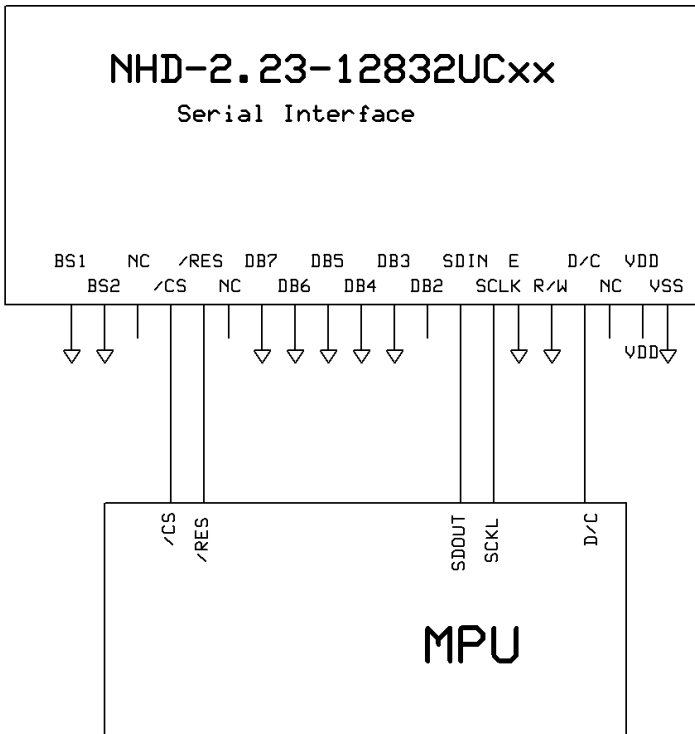 NHD-2.23-12832UCxx
Serial Interface
BS1 NC /RES DB7 DB5 DB3 SDIN E D/C VDD
BS2 /CS NC DB6 DB4 DB2 SCLK R/W NC VSS
VDD
/CS /RES SDOUT SCKL D/C
MPU